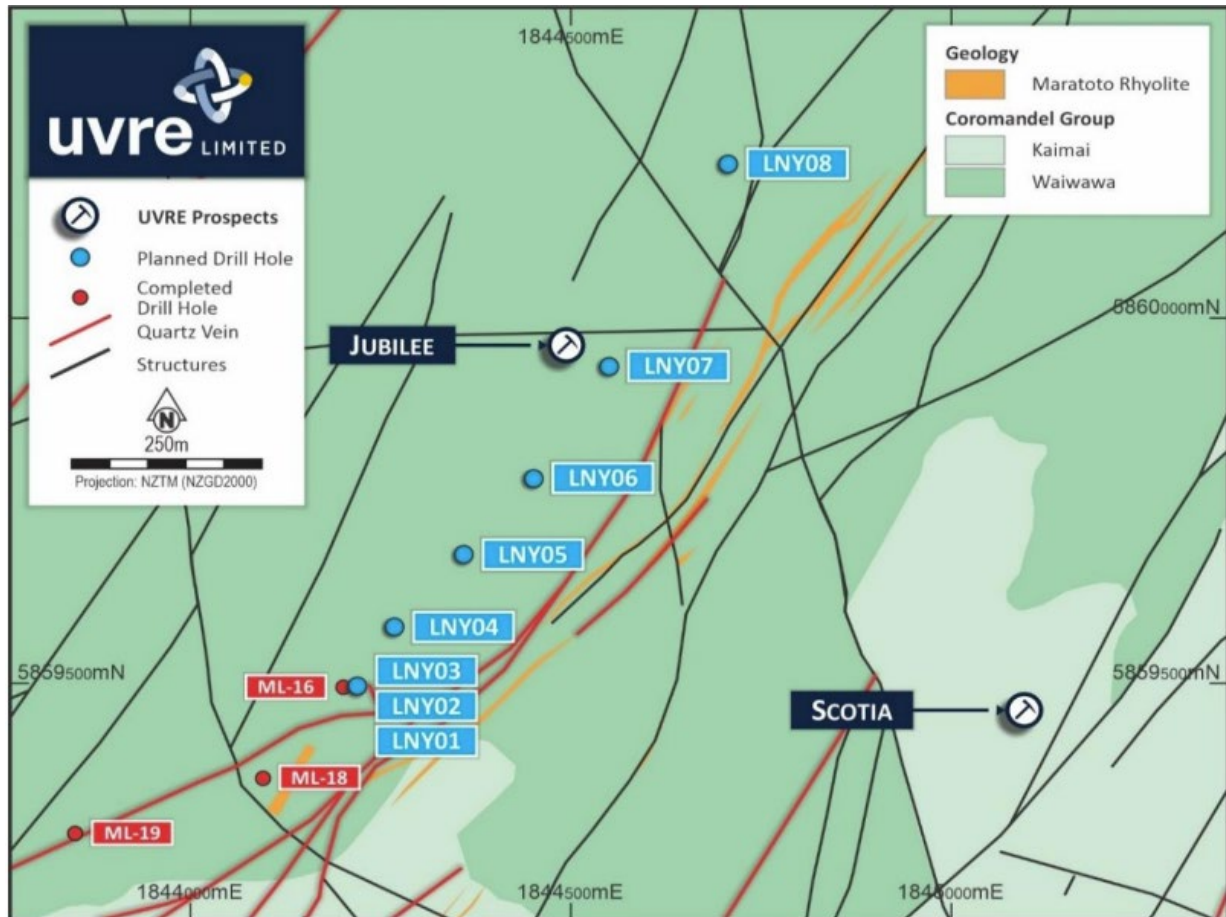 1844500mE
uvre LIMITED
UVRE Prospects
Planned Drill Hole
Completed
Drill Hole
Quartz Vein
Structures
N
250m
Projection: NZTM (NZGD2000)
Geology
Maratoto Rhyolite
Coromandel Group
Kaimai
Waiwawa
LNY08
5860000mN
JUBILEE
LNY07
LNY06
LNY05
LNY04
5859500mN
5859500mN
ML-16
LNY03
LNY02
LNY01
SCOTIA
ML-18
ML-19
1844000mE
1844500mE
1845000mE